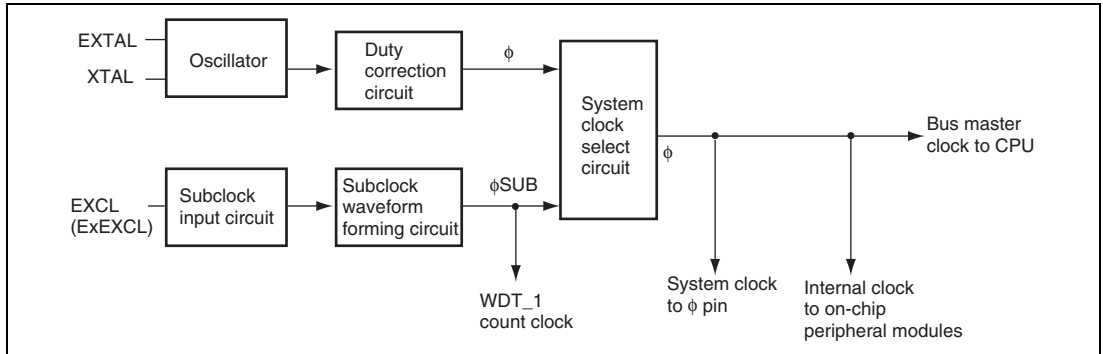 EXTAL
XTAL
Oscillator
Duty
correction
circuit
ϕ
System
clock
select
circuit
ϕ
Bus master
clock to CPU
EXCL
(ExEXCL)
Subclock
input circuit
Subclock
waveform
forming circuit
ϕSUB
WDT_1
count clock
System clock
to ϕ pin
Internal clock
to on-chip
peripheral modules